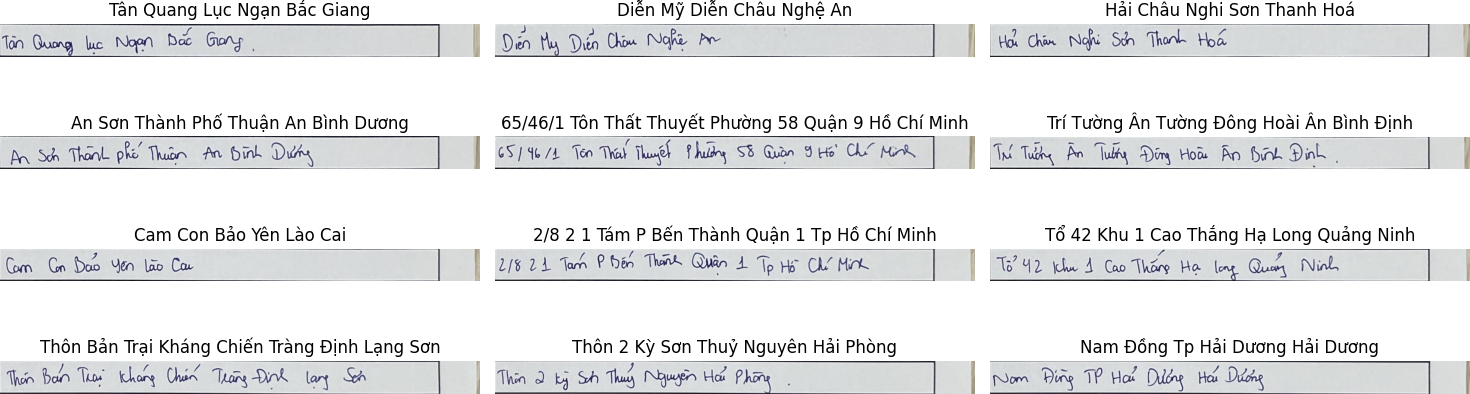 Tân Quang Lục Ngạn Bắc Giang
Diễn Mỹ Diễn Châu Nghệ An
Hải Châu Nghi Sơn Thanh Hoá
Tân Quang lục Ngạn Bắc Giang.
Diễn Mỹ Diễn Châu Nghệ An
Hải Châu Nghi Sơn Thanh Hoá
An Sơn Thành Phố Thuận An Bình Dương
65/46/1 Tôn Thất Thuyết Phường 58 Quận 9 Hồ Chí Minh
Trí Tường Ân Tường Đông Hoài Ân Bình Định
An Sơn Thành phố Thuận An Bình Dương
65/46/1 Tôn Thất Thuyết Phường 58 Quận 9 Hồ Chí Minh
Trí Tường Ân Tường Đông Hoài Ân Bình Định.
Cam Con Bảo Yên Lào Cai
2/8 2 1 Tám P Bến Thành Quận 1 Tp Hồ Chí Minh
Tổ 42 Khu 1 Cao Thắng Hạ Long Quảng Ninh
Cam Con Bảo Yên lào Cai
2/8 2 1 Tám P Bến Thành Quận 1 Tp Hồ Chí Minh
Tổ 42 khu 1 Cao Thắng Hạ long Quảng Ninh
Thôn Bản Trại Kháng Chiến Tràng Định Lạng Sơn
Thôn 2 Kỳ Sơn Thuỷ Nguyên Hải Phòng
Nam Đồng Tp Hải Dương Hải Dương
Thôn Bản Trại kháng Chiến Tràng Định lạng Sơn
Thôn 2 kỳ Sơn Thuỷ Nguyên Hải Phòng.
Nam Đồng TP Hải Dương Hải Dương